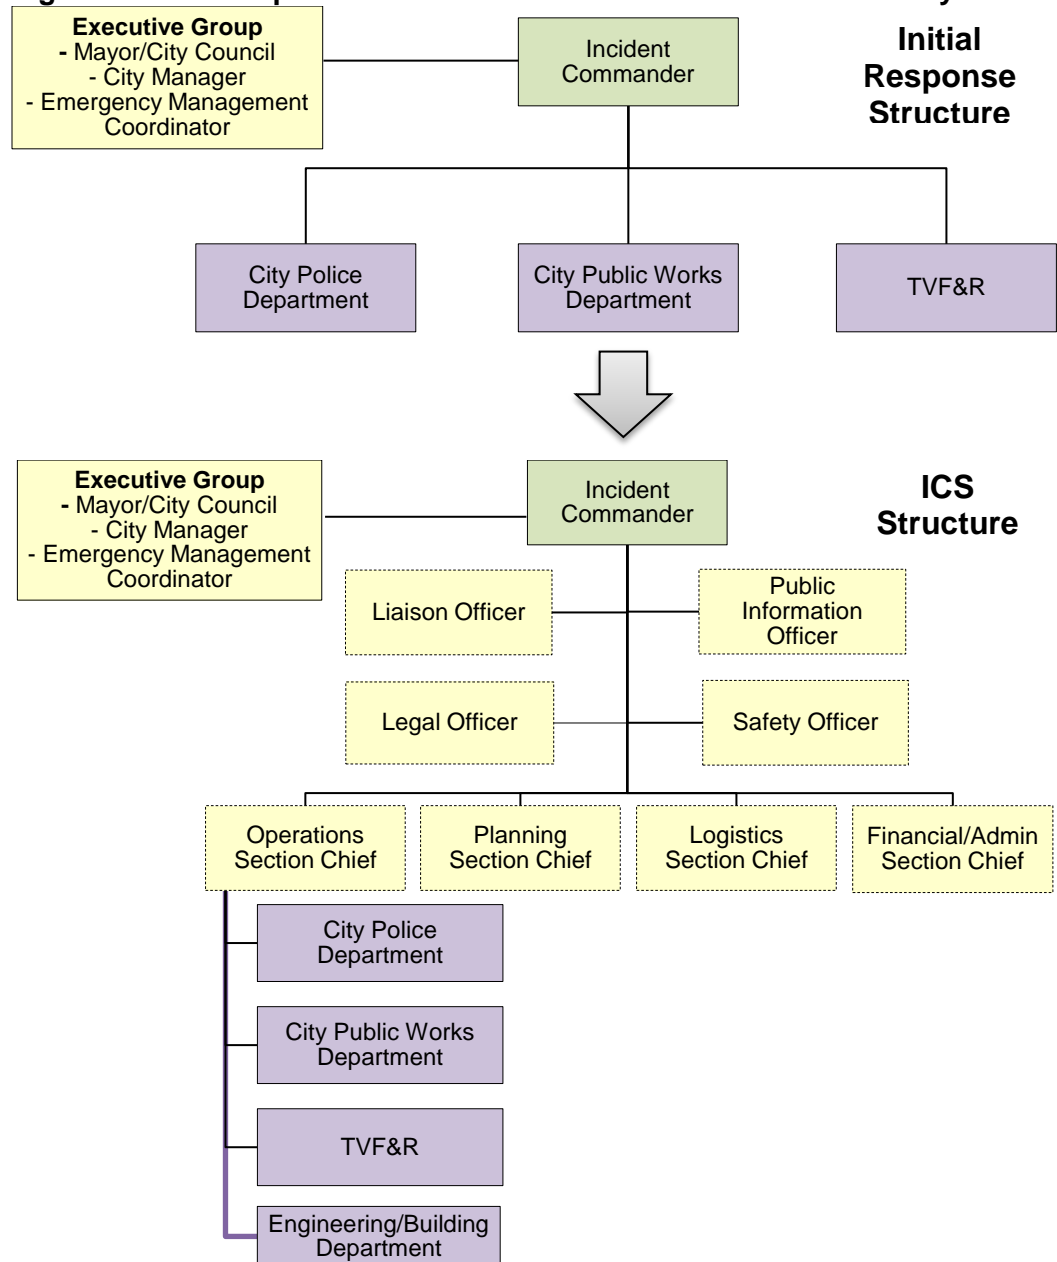 Executive Group
- Mayor/City Council
- City Manager
- Emergency Management
Coordinator
Incident
Commander
Initial
Response
Structure
City Police
Department
City Public Works
Department
TVF&R
Executive Group
- Mayor/City Council
- City Manager
- Emergency Management
Coordinator
Incident
Commander
ICS
Structure
Liaison Officer
Public
Information
Officer
Legal Officer
Safety Officer
Operations
Section Chief
Planning
Section Chief
Logistics
Section Chief
Financial/Admin
Section Chief
City Police
Department
City Public Works
Department
TVF&R
Engineering/Building
Department